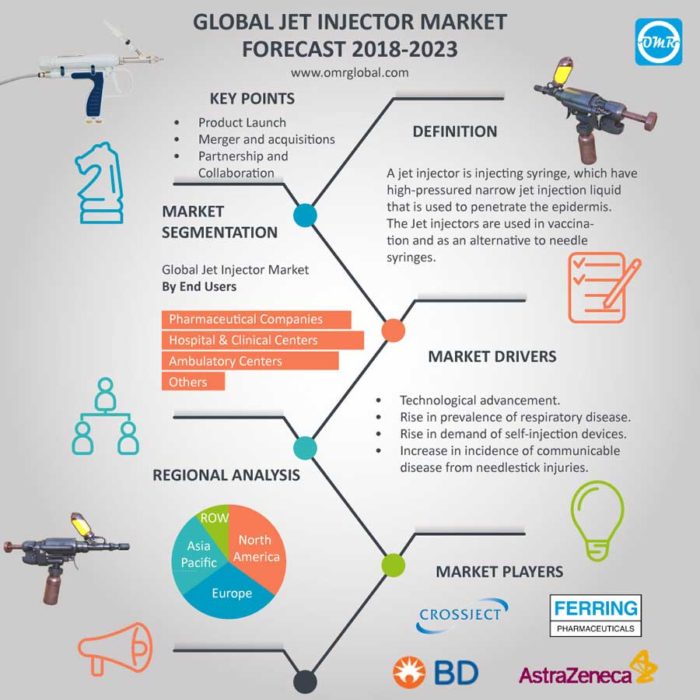 GLOBAL JET INJECTOR MARKET
FORECAST 2018-2023
www.omrglobal.com
OMR
KEY POINTS
• Product Launch
• Merger and acquisitions
• Partnership and
Collaboration
DEFINITION
A jet injector is injecting syringe, which have
high-pressured narrow jet injection liquid
that is used to penetrate the epidermis.
The Jet injectors are used in vaccina-
tion and as an alternative to needle
syringes.
MARKET
SEGMENTATION
Global Jet Injector Market
By End Users
Pharmaceutical Companies
Hospital & Clinical Centers
Ambulatory Centers
Others
MARKET DRIVERS
• Technological advancement.
• Rise in prevalence of respiratory disease.
• Rise in demand of self-injection devices.
• Increase in incidence of communicable
disease from needlestick injuries.
REGIONAL ANALYSIS
ROW
North
America
Asia
Pacific
Europe
MARKET PLAYERS
CROSSJECT
FERRING
PHARMACEUTICALS
BD
AstraZeneca